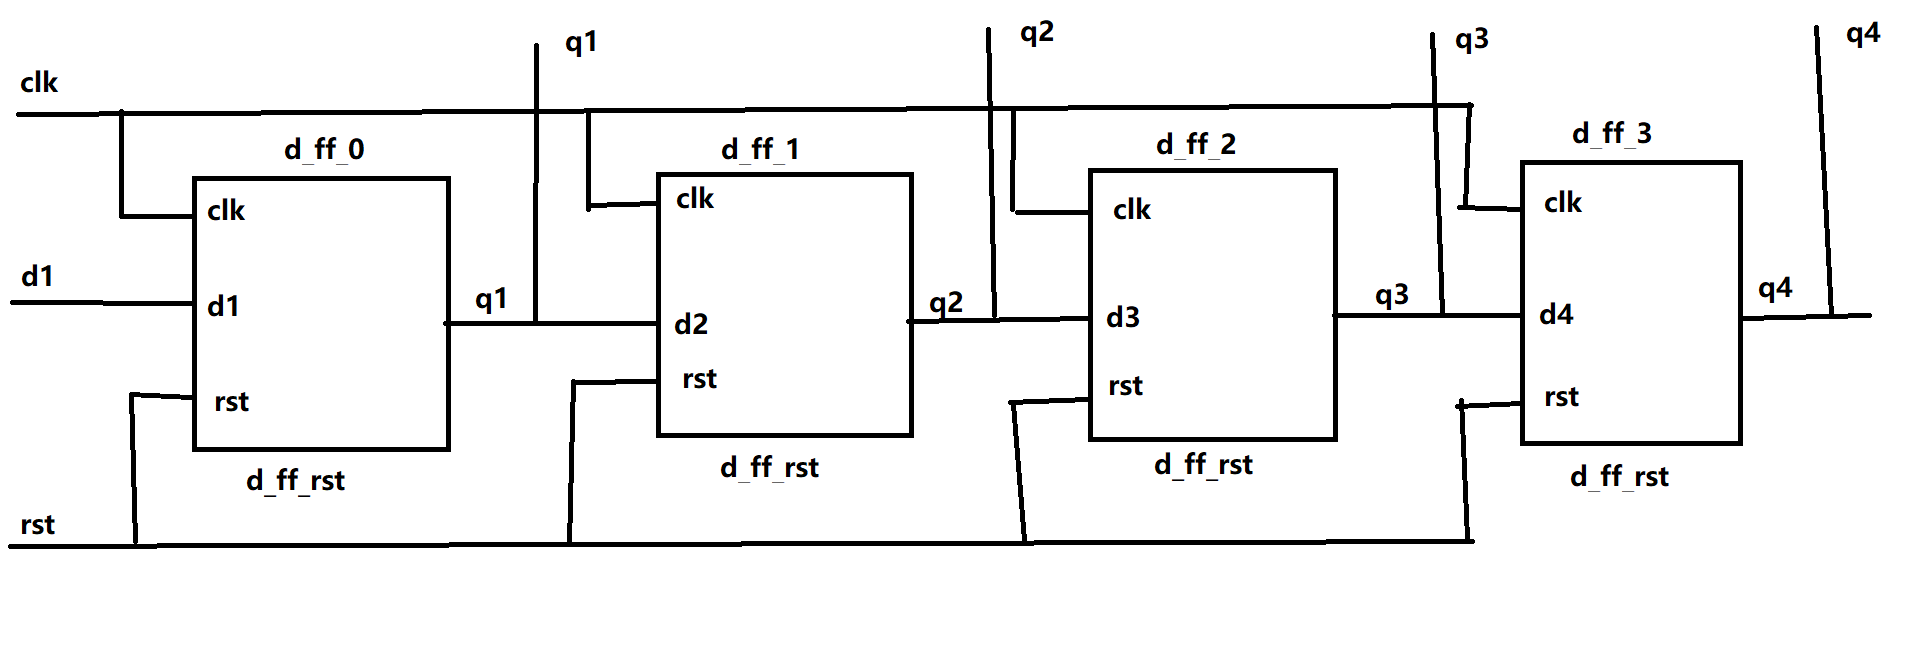 q1
q2
q3
q4
clk
d_ff_0
d_ff_1
d_ff_2
d_ff_3
clk
clk
clk
clk
d1
d1
q1
d2
q2
d3
q3
d4
q4
rst
rst
rst
rst
d_ff_rst
d_ff_rst
d_ff_rst
d_ff_rst
rst